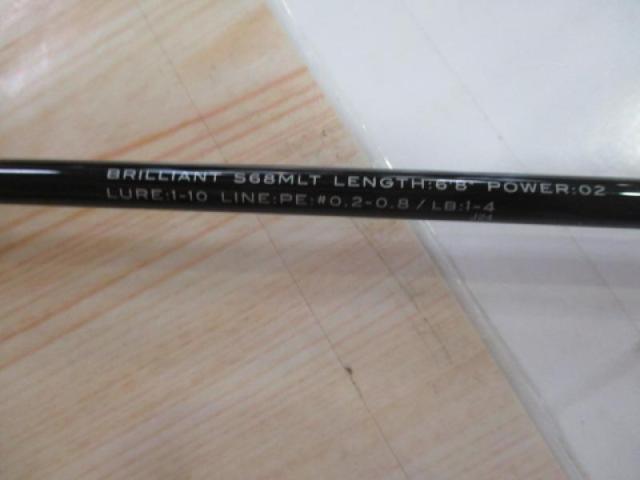 BRILLIANT S68MLT LENGTH:6'8" POWER:02
LURE:1-10 LINE:PE:#0.2-0.8 / LB:1-4